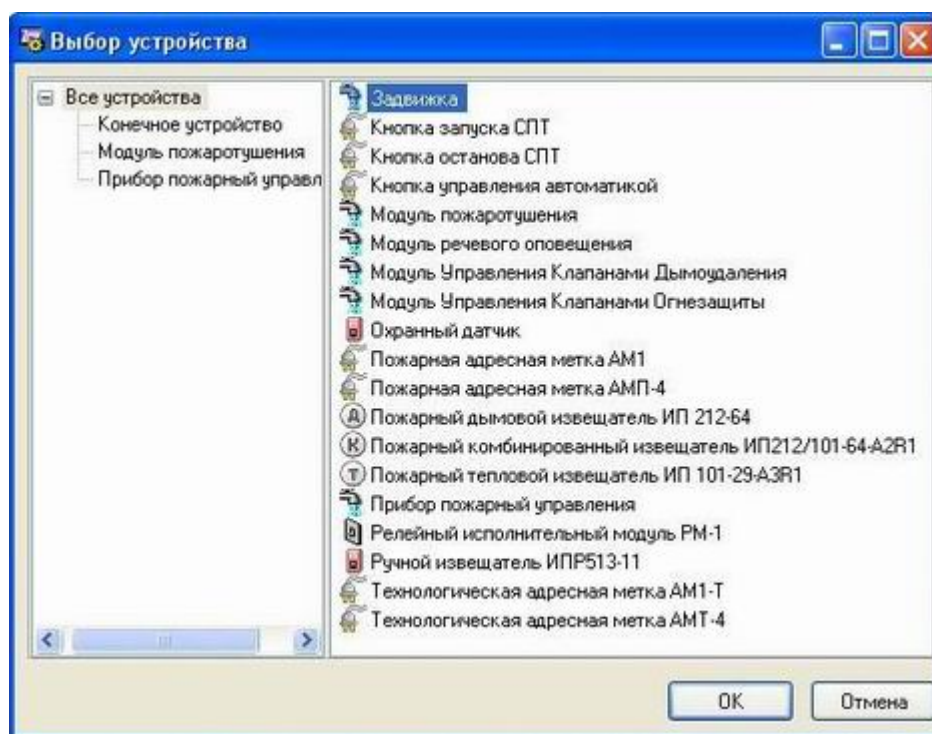 Выбор устройства
Все устройства
Конечное устройство
Модуль пожаротушения
Прибор пожарный управл
Задвижка
Кнопка запуска СПТ
Кнопка останова СПТ
Кнопка управления автоматикой
Модуль пожаротушения
Модуль речевого оповещения
Модуль Управления Клапанами Дымоудаления
Модуль Управления Клапанами Огнезащиты
Охранный датчик
Пожарная адресная метка АМ1
Пожарная адресная метка АМП-4
Д Пожарный дымовой извещатель ИП 212-64
К Пожарный комбинированный извещатель ИП212/101-64-А2R1
Т Пожарный тепловой извещатель ИП 101-29-А3R1
Прибор пожарный управления
Релейный исполнительный модуль РМ-1
Ручной извещатель ИПР513-11
Технологическая адресная метка АМ1-Т
Технологическая адресная метка АМТ-4
ОК
Отмена